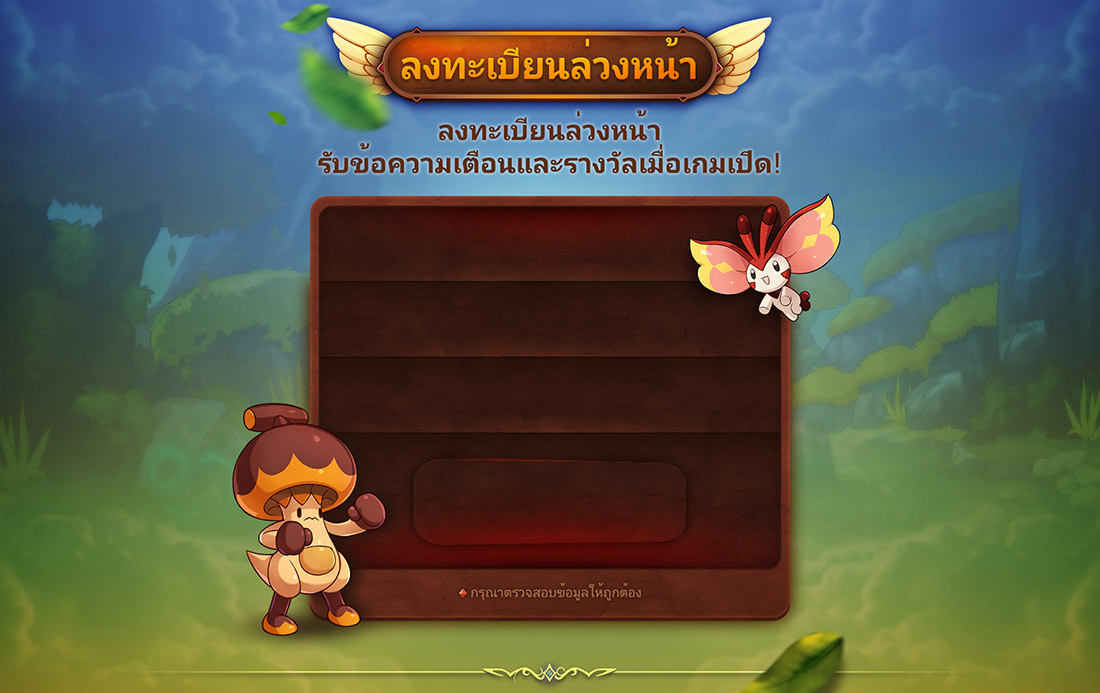 ลงทะเบียนล่วงหน้า
ลงทะเบียนล่วงหน้า
รับข้อความเตือนและรางวัลเมื่อเกมเปิด!
กรุณาตรวจสอบข้อมูลให้ถูกต้อง